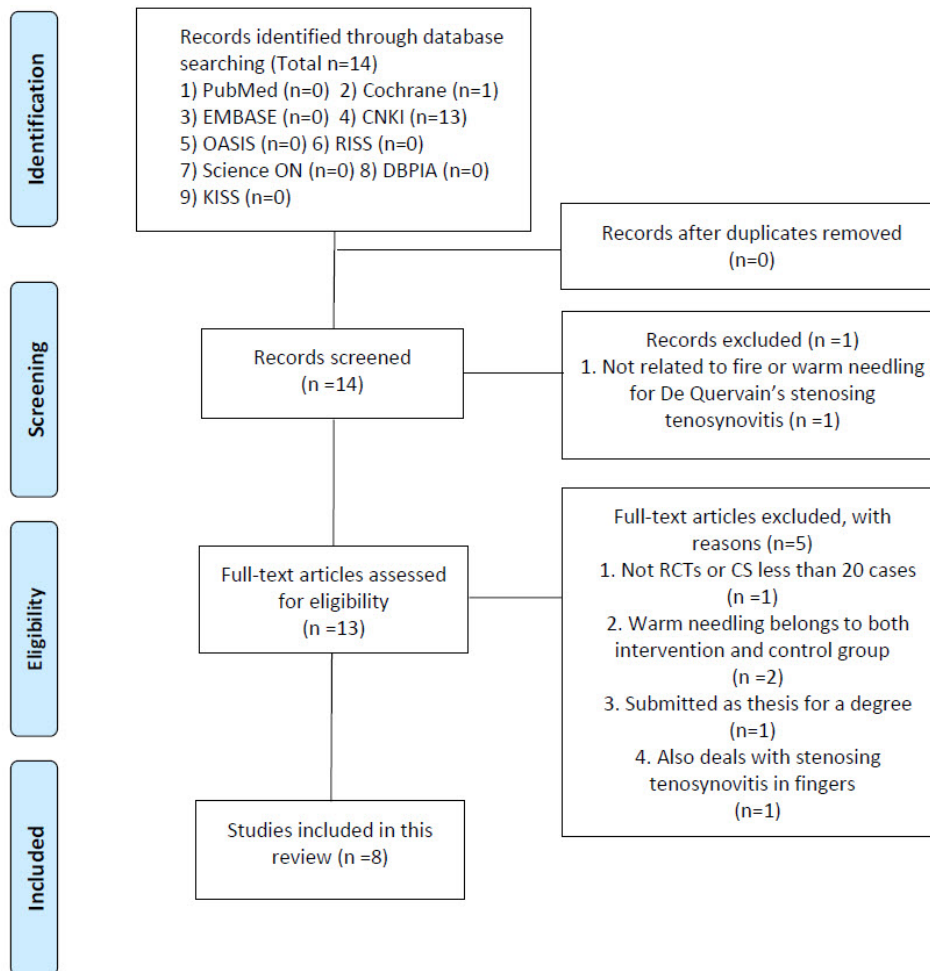 Identification
Records identified through database
searching (Total n=14)
1) PubMed (n=0) 2) Cochrane (n=1)
3) EMBASE (n=0) 4) CNKI (n=13)
5) OASIS (n=0) 6) RISS (n=0)
7) Science ON (n=0) 8) DBPIA (n=0)
9) KISS (n=0)
Records after duplicates removed
(n=0)
Screening
Records screened
(n =14)
Records excluded (n =1)
1. Not related to fire or warm needling
for De Quervain’s stenosing
tenosynovitis (n =1)
Eligibility
Full-text articles assessed
for eligibility
(n =13)
Full-text articles excluded, with
reasons (n=5)
1. Not RCTs or CS less than 20 cases
(n =1)
2. Warm needling belongs to both
intervention and control group
(n =2)
3. Submitted as thesis for a degree
(n=1)
4. Also deals with stenosing
tenosynovitis in fingers
(n=1)
Included
Studies included in this
review (n =8)